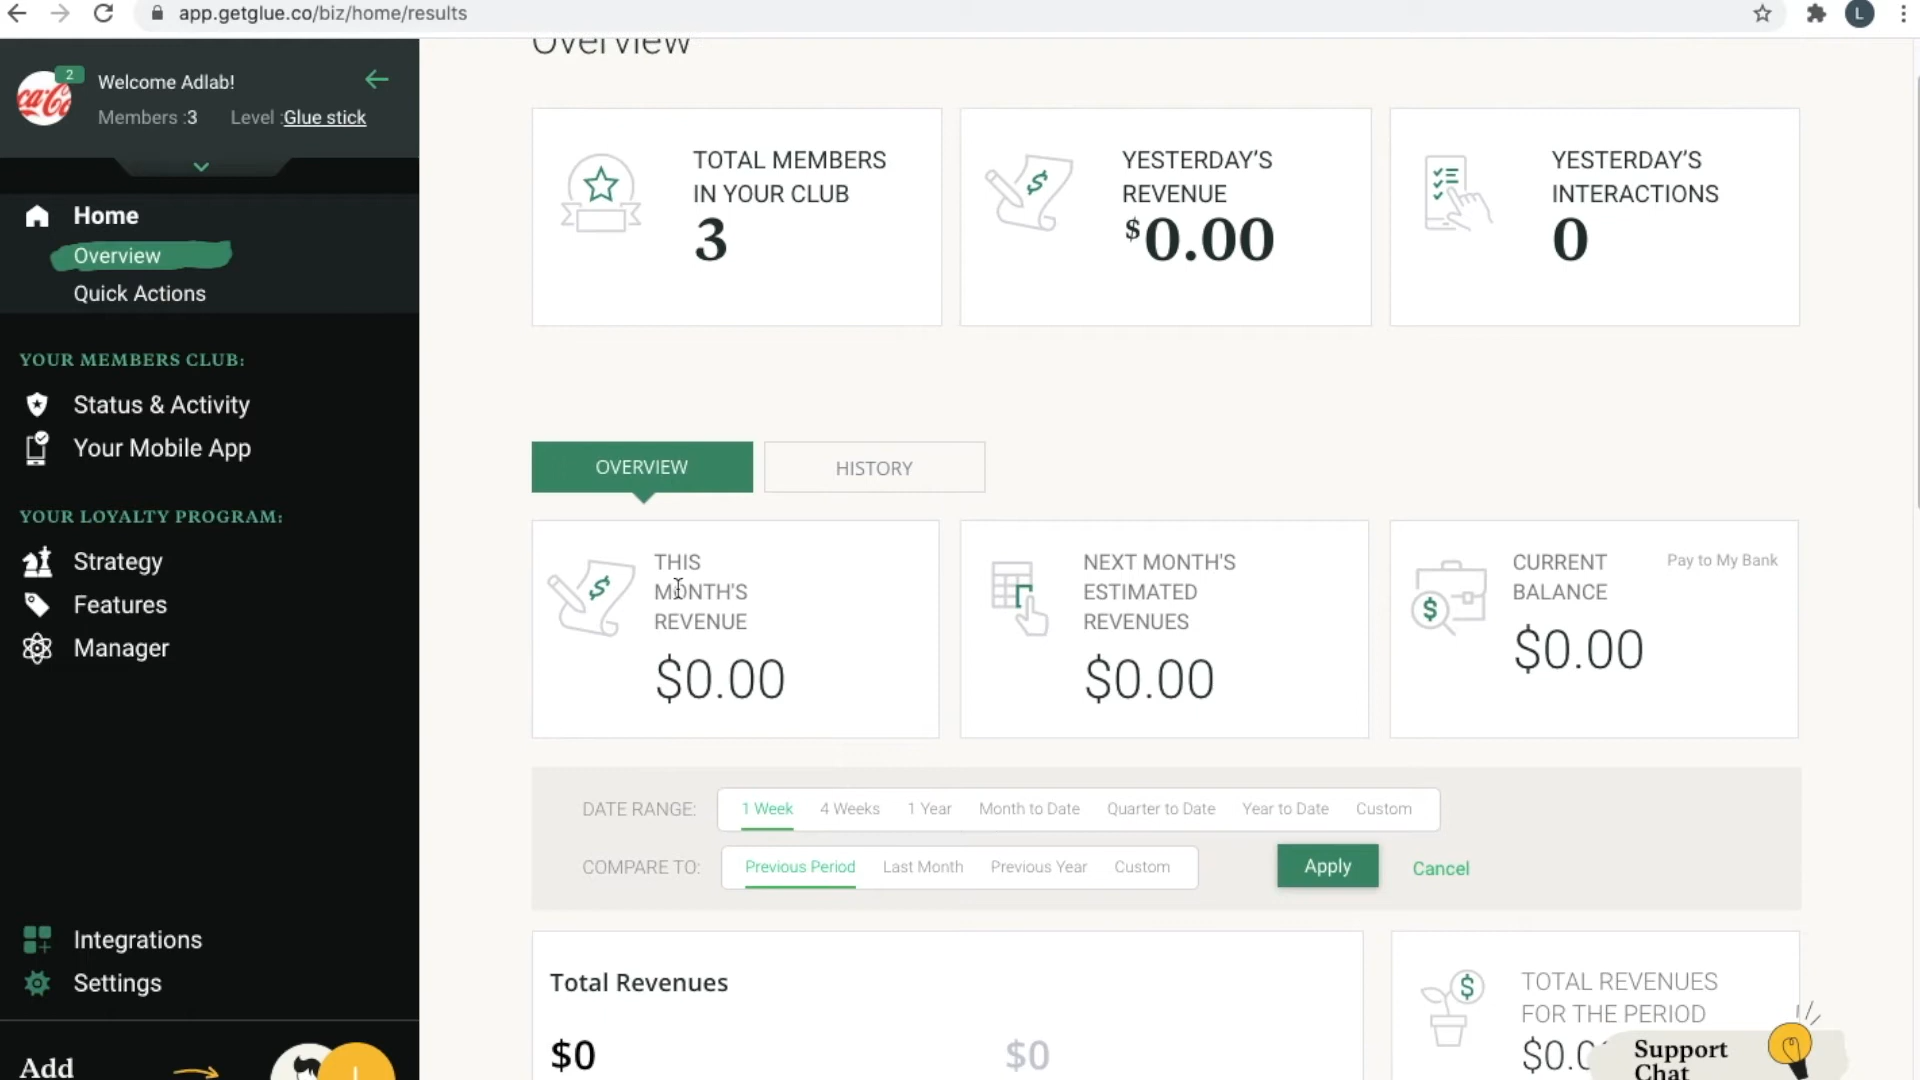 app.getglue.co/biz/home/results
L
Overview
2
Welcome Adlab!
Members :3 Level :Glue stick
Home
Overview
Quick Actions
YOUR MEMBERS CLUB:
Status & Activity
Your Mobile App
YOUR LOYALTY PROGRAM:
Strategy
Features
Manager
Integrations
Settings
Add
TOTAL MEMBERS
IN YOUR CLUB
3
YESTERDAY'S
REVENUE
$0.00
YESTERDAY'S
INTERACTIONS
0
OVERVIEW
HISTORY
THIS
MONTH'S
REVENUE
$0.00
NEXT MONTH'S
ESTIMATED
REVENUES
$0.00
CURRENT
BALANCE
$0.00
Pay to My Bank
DATE RANGE: 1 Week 4 Weeks 1 Year Month to Date Quarter to Date Year to Date Custom
COMPARE TO: Previous Period Last Month Previous Year Custom Apply Cancel
Total Revenues
$0 $0
TOTAL REVENUES
FOR THE PERIOD
Support
Chat